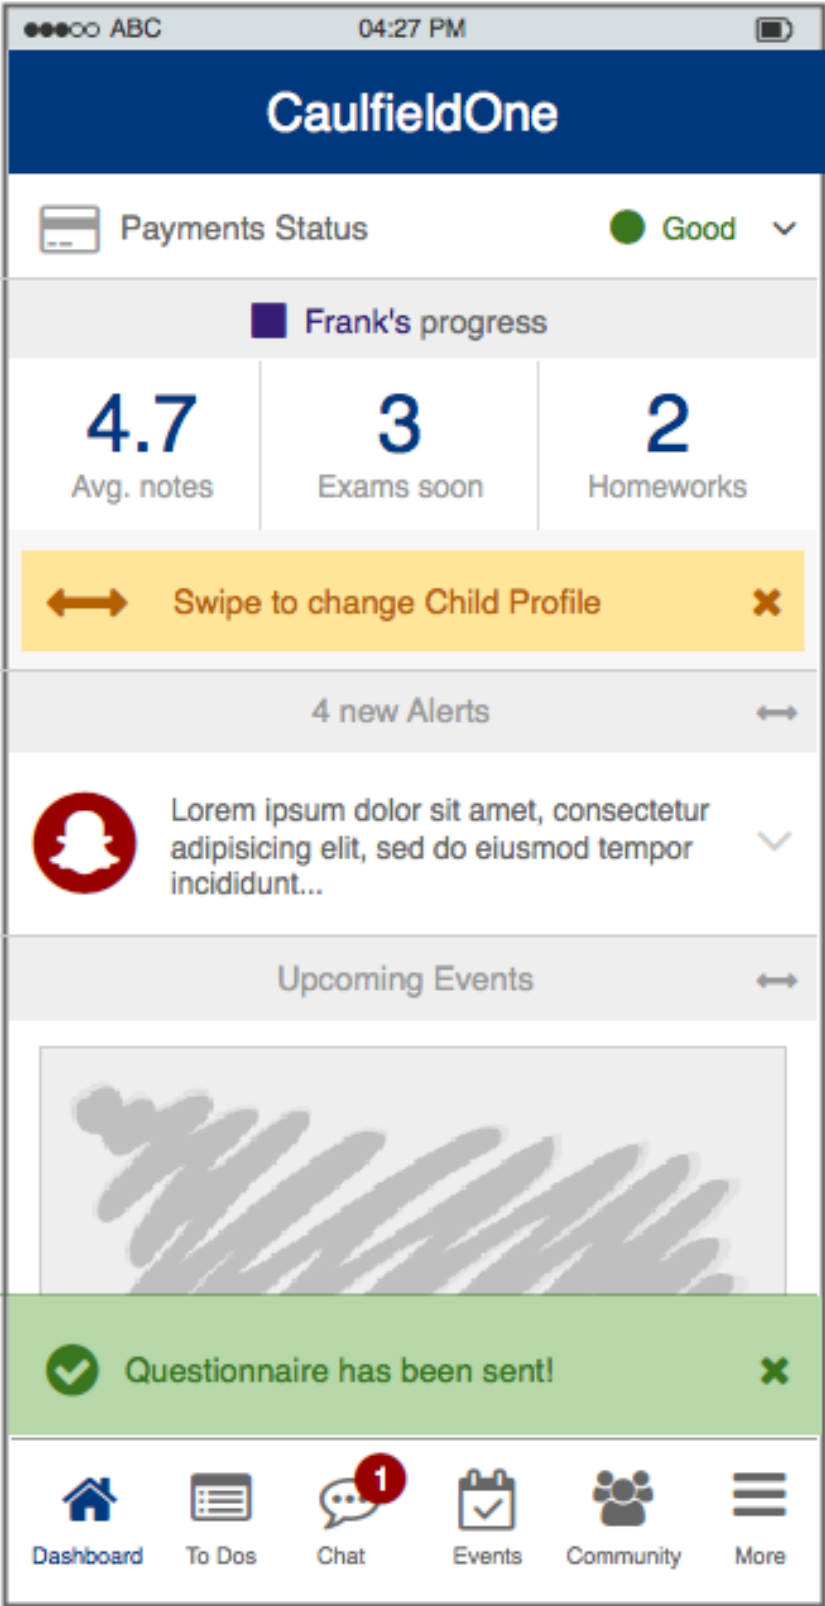 ABC 04:27 PM
CaulfieldOne
Payments Status Good
Frank's progress
4.7 3 2
Avg. notes Exams soon Homeworks
Swipe to change Child Profile
4 new Alerts
Lorem ipsum dolor sit amet, consectetur
adipisicing elit, sed do eiusmod tempor
incididunt...
Upcoming Events
Questionnaire has been sent!
1
Dashboard To Dos Chat Events Community More